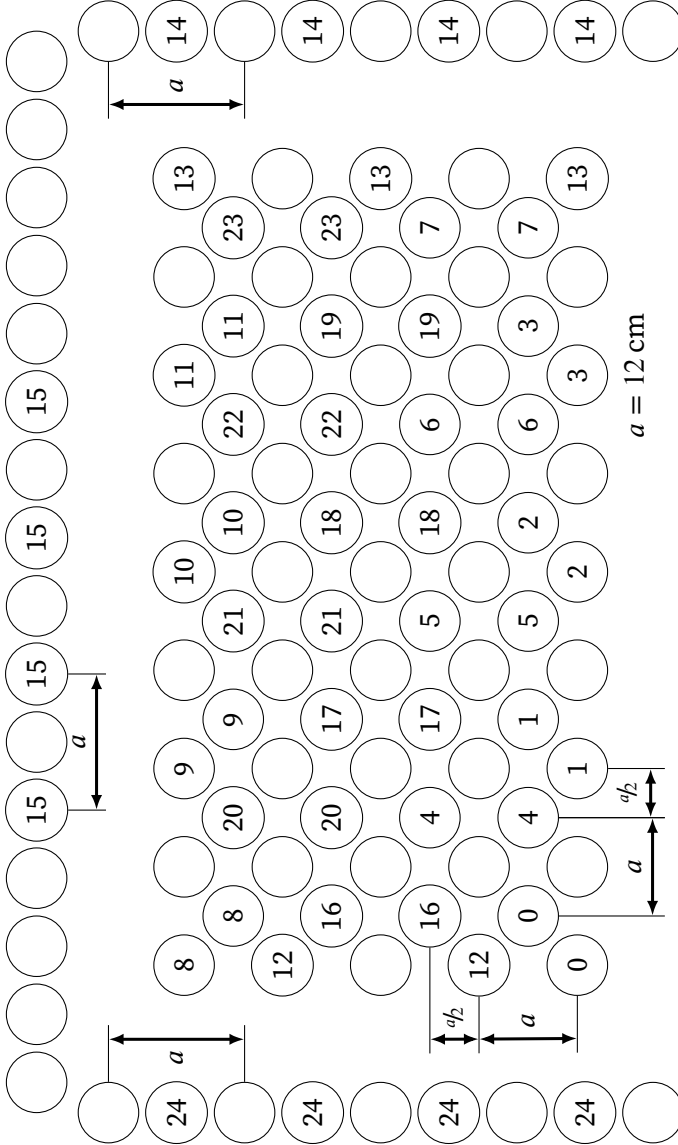 15 15 15 15
a
24 a 8 9 10 11 13 a 14
8 20 9 21 10 22 11 23
12
24 16 20 17 21 18 22 19 23 14
13
24 a/2 16 4 17 5 18 6 19 7 14
12
a 0 4 1 5 2 6 3 7
24 0 1 2 3 13 14
a a/2 a = 12 cm